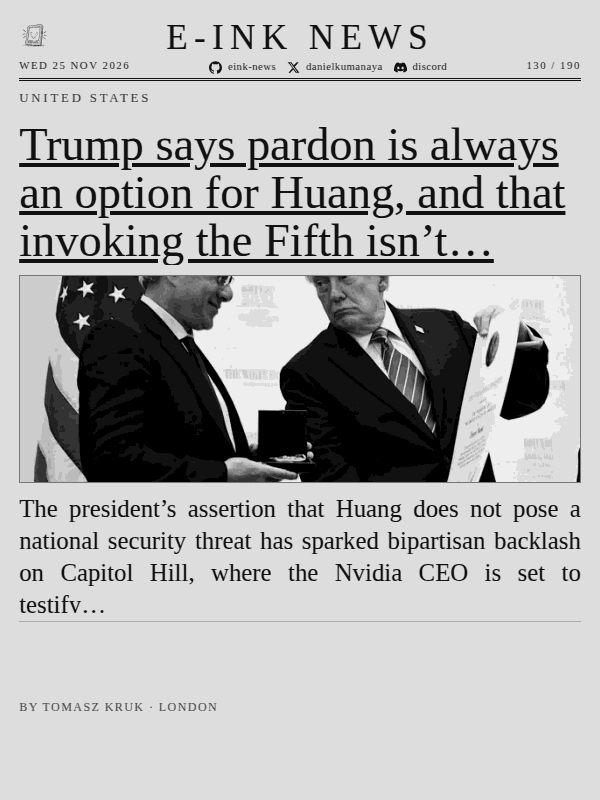 E-INK NEWS
WED 25 NOV 2026
eink-news danielkumanaya discord
130 / 190
UNITED STATES
Trump says pardon is always
an option for Huang, and that
invoking the Fifth isn’t…
The president’s assertion that Huang does not pose a
national security threat has sparked bipartisan backlash
on Capitol Hill, where the Nvidia CEO is set to
testify…
BY TOMASZ KRUK · LONDON